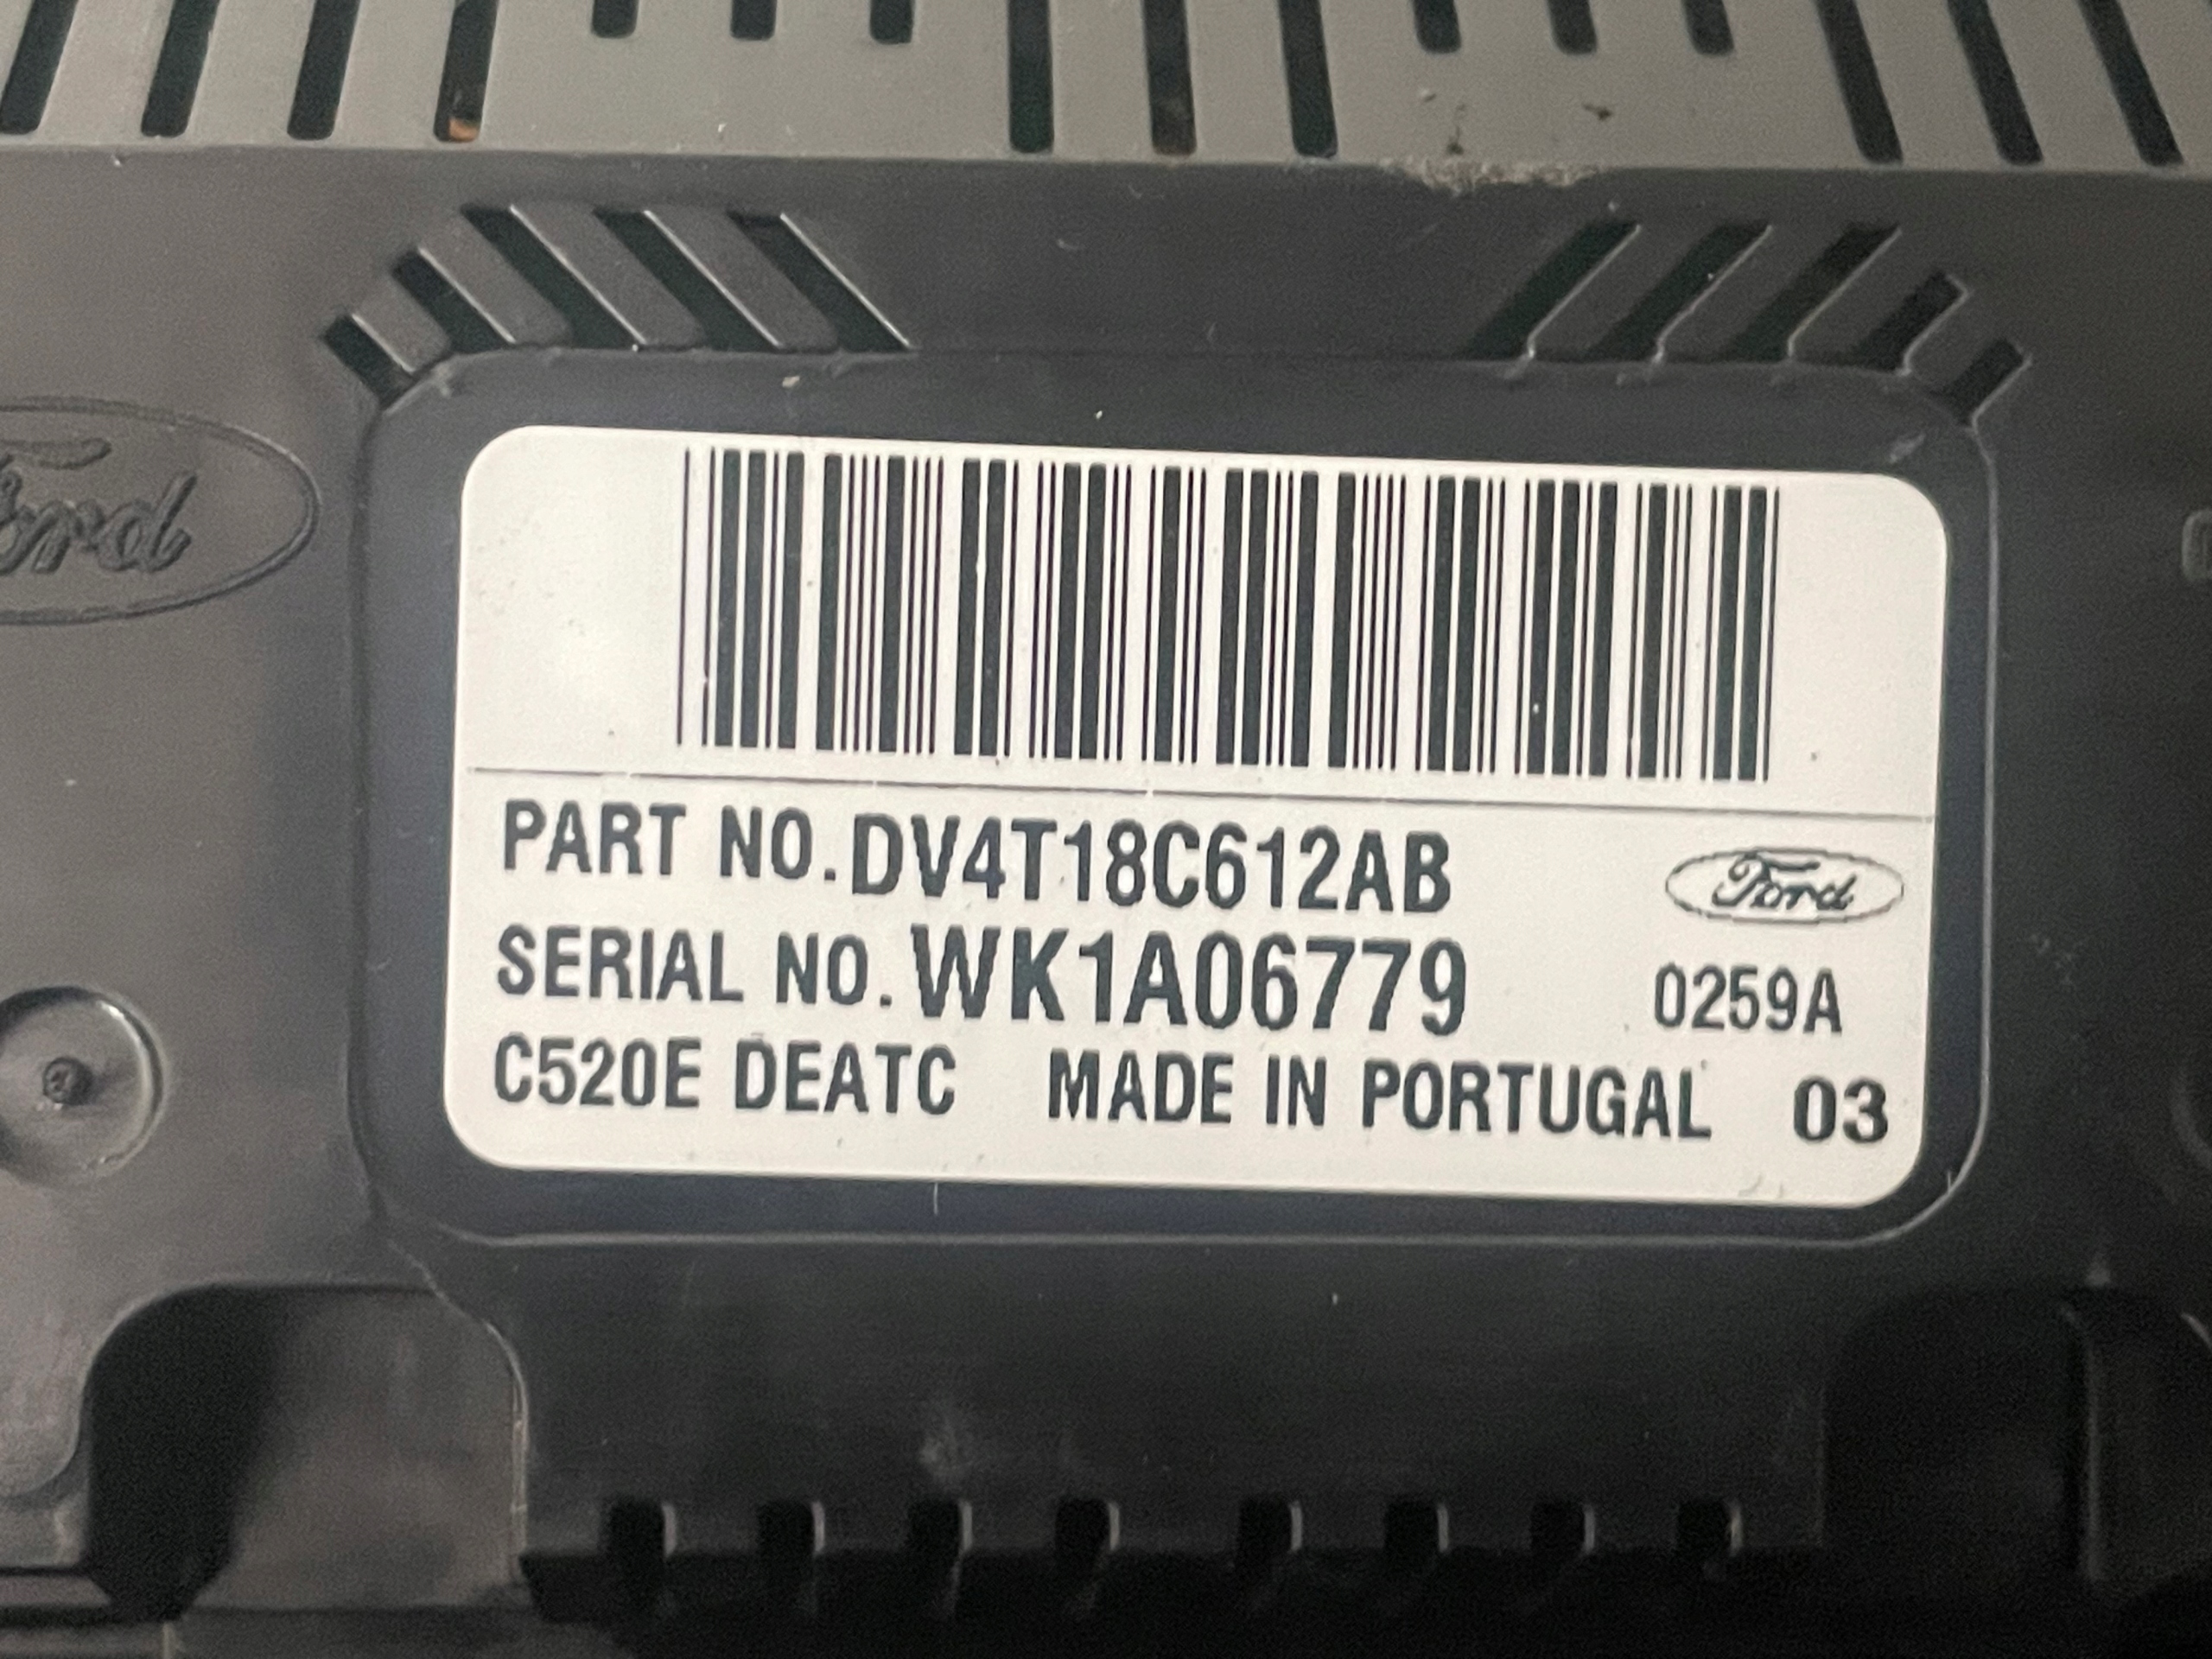 Ford
PART NO. DV4T18C612AB
Ford
SERIAL NO. WK1A06779 0259A
C520E DEATC MADE IN PORTUGAL 03